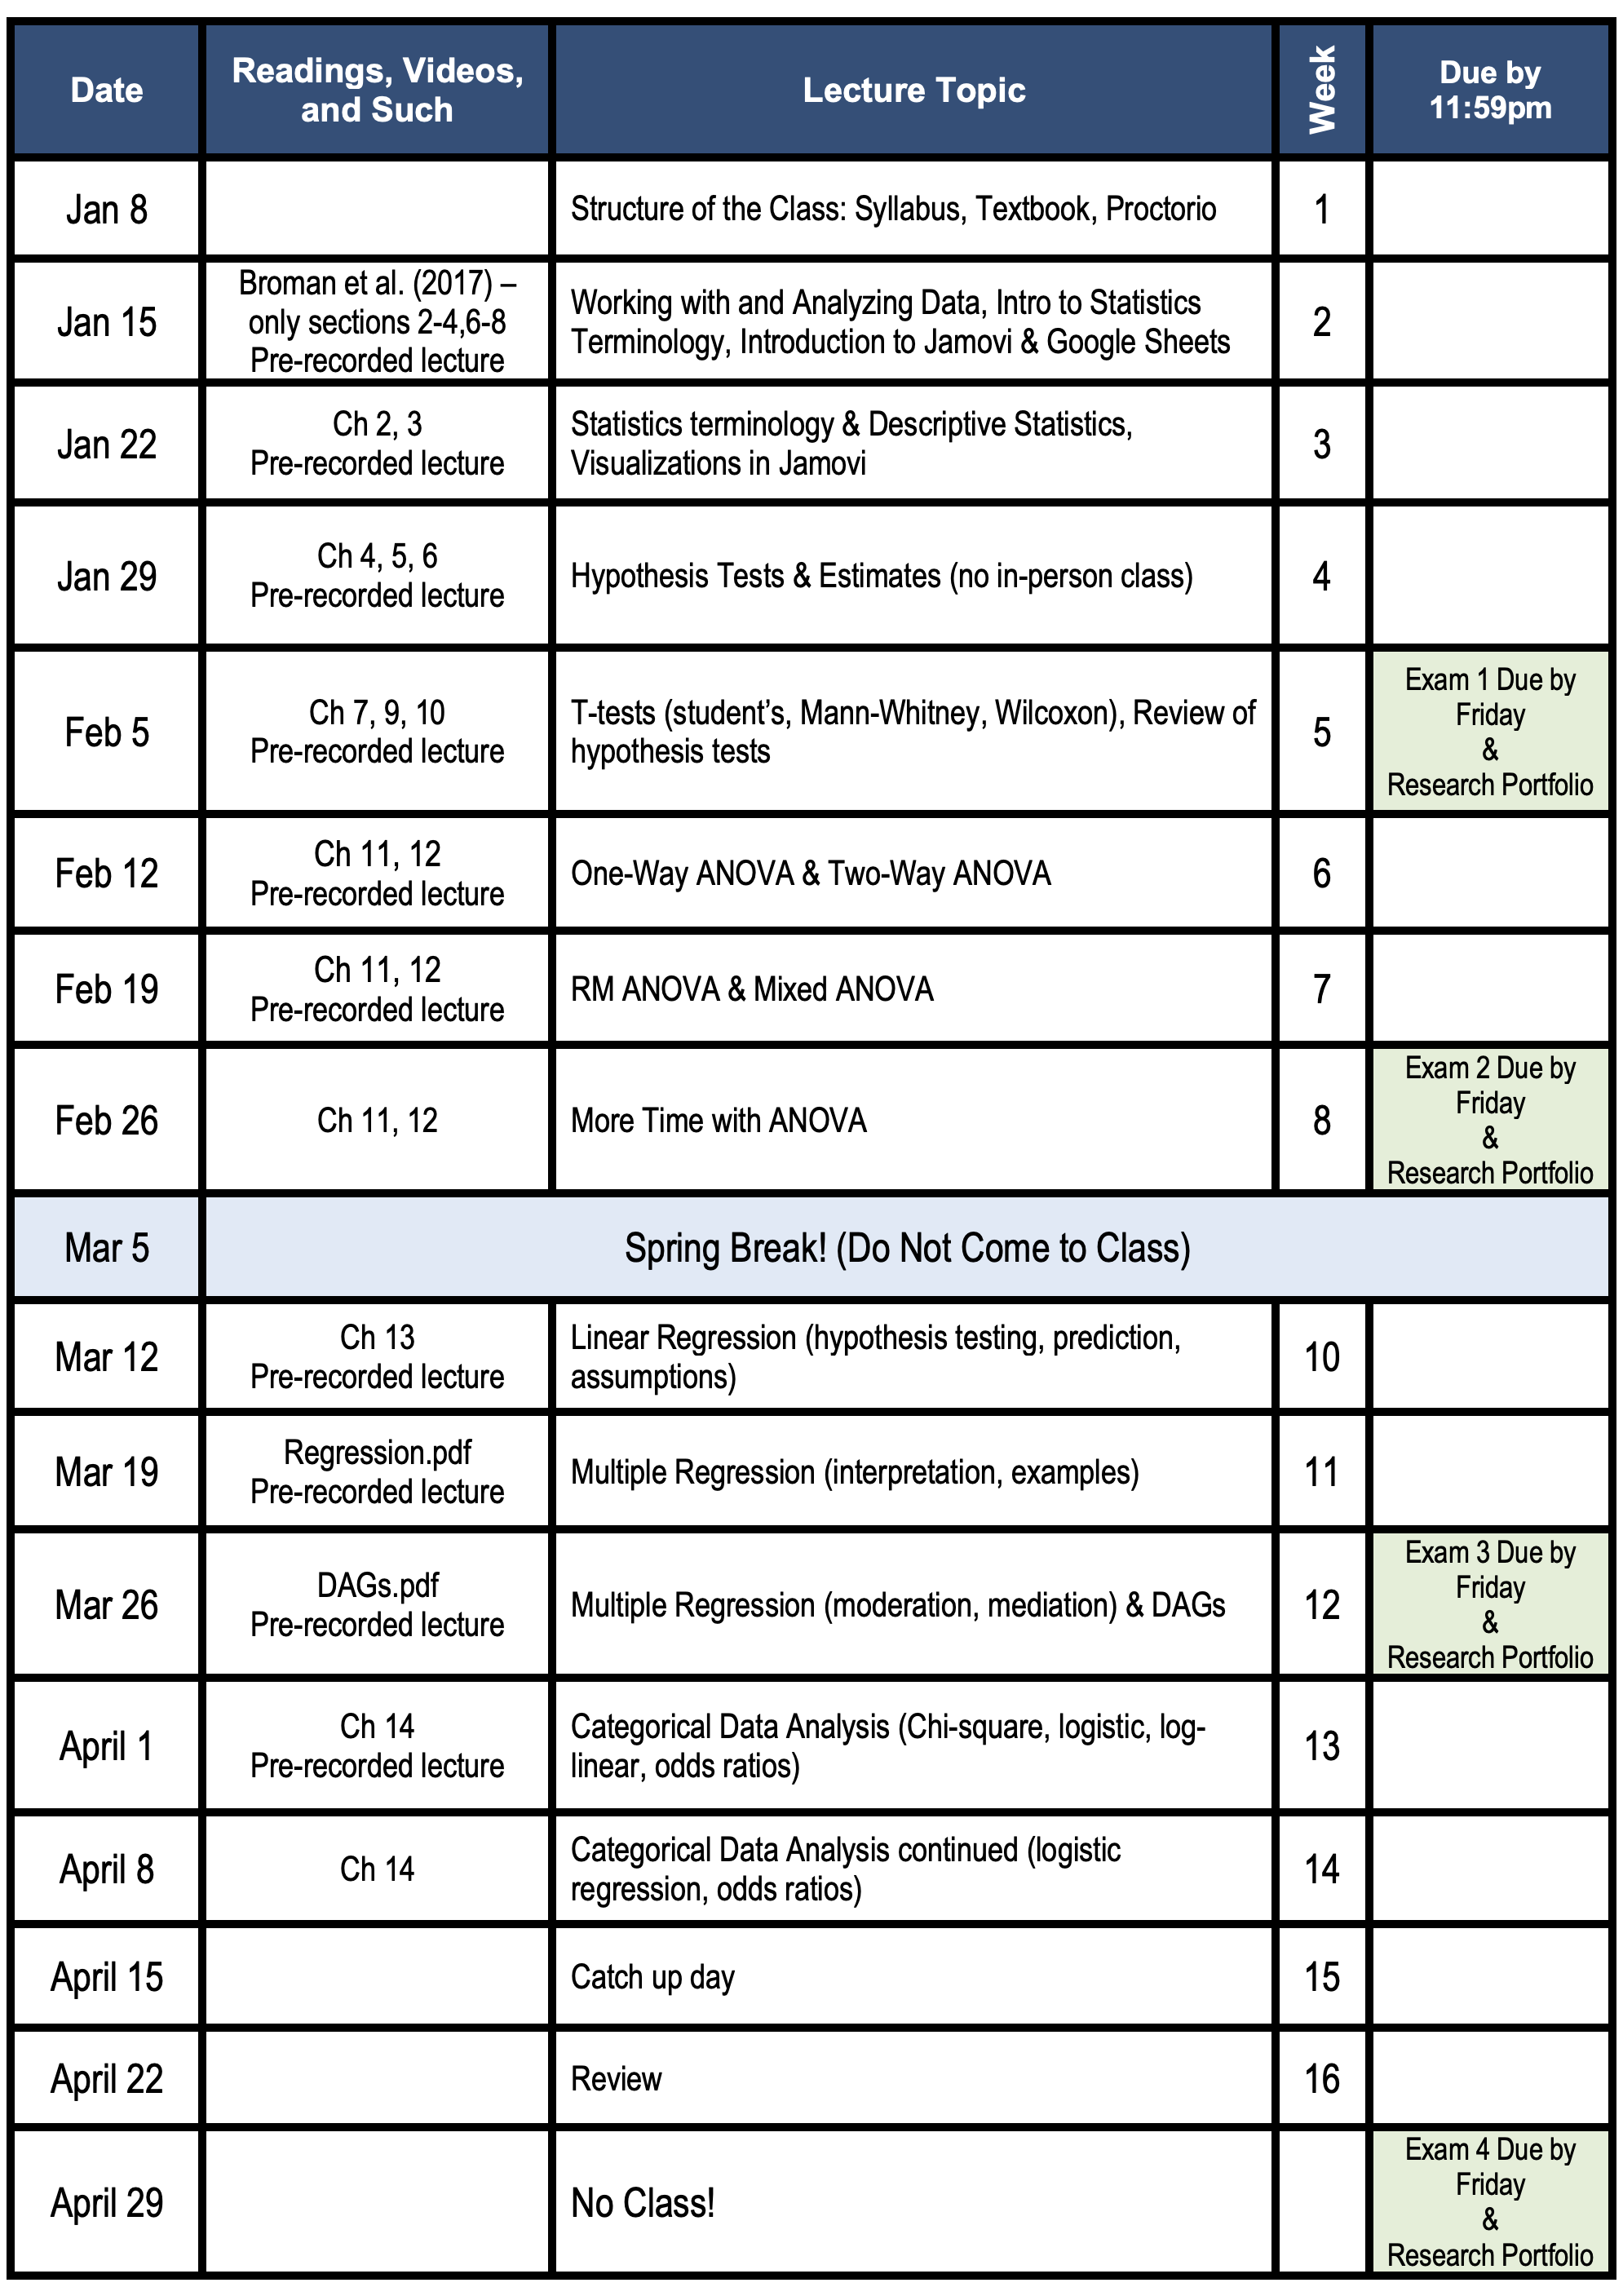 Date
Readings, Videos,
and Such
Lecture Topic
Week
Due by
11:59pm
Jan 8
Structure of the Class: Syllabus, Textbook, Proctorio
1
Jan 15
Broman et al. (2017) –
only sections 2-4,6-8
Pre-recorded lecture
Working with and Analyzing Data, Intro to Statistics
Terminology, Introduction to Jamovi & Google Sheets
2
Jan 22
Ch 2, 3
Pre-recorded lecture
Statistics terminology & Descriptive Statistics,
Visualizations in Jamovi
3
Jan 29
Ch 4, 5, 6
Pre-recorded lecture
Hypothesis Tests & Estimates (no in-person class)
4
Feb 5
Ch 7, 9, 10
Pre-recorded lecture
T-tests (student’s, Mann-Whitney, Wilcoxon), Review of
hypothesis tests
5
Exam 1 Due by
Friday
&
Research Portfolio
Feb 12
Ch 11, 12
Pre-recorded lecture
One-Way ANOVA & Two-Way ANOVA
6
Feb 19
Ch 11, 12
Pre-recorded lecture
RM ANOVA & Mixed ANOVA
7
Feb 26
Ch 11, 12
More Time with ANOVA
8
Exam 2 Due by
Friday
&
Research Portfolio
Mar 5
Spring Break! (Do Not Come to Class)
Mar 12
Ch 13
Pre-recorded lecture
Linear Regression (hypothesis testing, prediction,
assumptions)
10
Mar 19
Regression.pdf
Pre-recorded lecture
Multiple Regression (interpretation, examples)
11
Mar 26
DAGs.pdf
Pre-recorded lecture
Multiple Regression (moderation, mediation) & DAGs
12
Exam 3 Due by
Friday
&
Research Portfolio
April 1
Ch 14
Pre-recorded lecture
Categorical Data Analysis (Chi-square, logistic, log-
linear, odds ratios)
13
April 8
Ch 14
Categorical Data Analysis continued (logistic
regression, odds ratios)
14
April 15
Catch up day
15
April 22
Review
16
April 29
No Class!
Exam 4 Due by
Friday
&
Research Portfolio